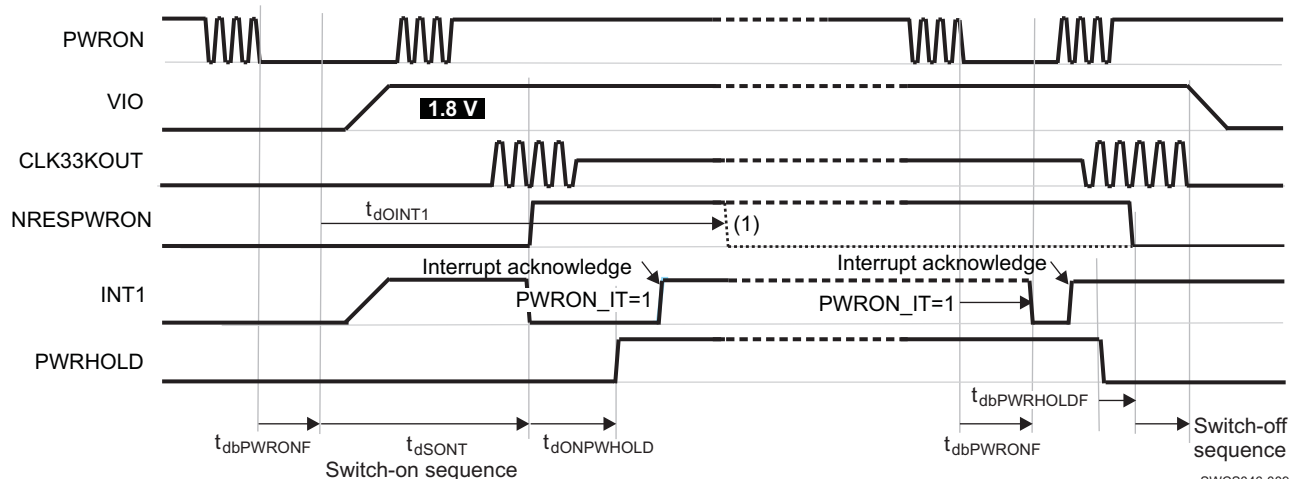 PWRON
VIO
1.8 V
CLK33KOUT
NRESPWRON
tdOINT1
(1)
Interrupt acknowledge
Interrupt acknowledge
INT1
PWRON_IT=1
PWRON_IT=1
PWRHOLD
tdbPWRHOLDF
tdbPWRONF
tdSONT
tdONPWHOLD
tdbPWRONF
Switch-off
sequence
Switch-on sequence